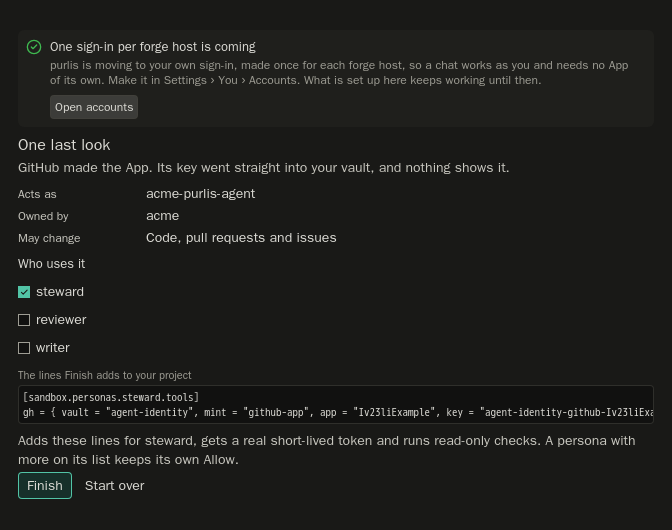 One sign-in per forge host is coming
purlis is moving to your own sign-in, made once for each forge host, so a chat works as you and needs no App
of its own. Make it in Settings › You › Accounts. What is set up here keeps working until then.
Open accounts
One last look
GitHub made the App. Its key went straight into your vault, and nothing shows it.
Acts as acme-purlis-agent
Owned by acme
May change Code, pull requests and issues
Who uses it
steward
reviewer
writer
The lines Finish adds to your project
[sandbox.personas.steward.tools]
gh = { vault = "agent-identity", mint = "github-app", app = "Iv23liExample", key = "agent-identity-github-Iv23liExa
Adds these lines for steward, gets a real short-lived token and runs read-only checks. A persona with
more on its list keeps its own Allow.
Finish Start over